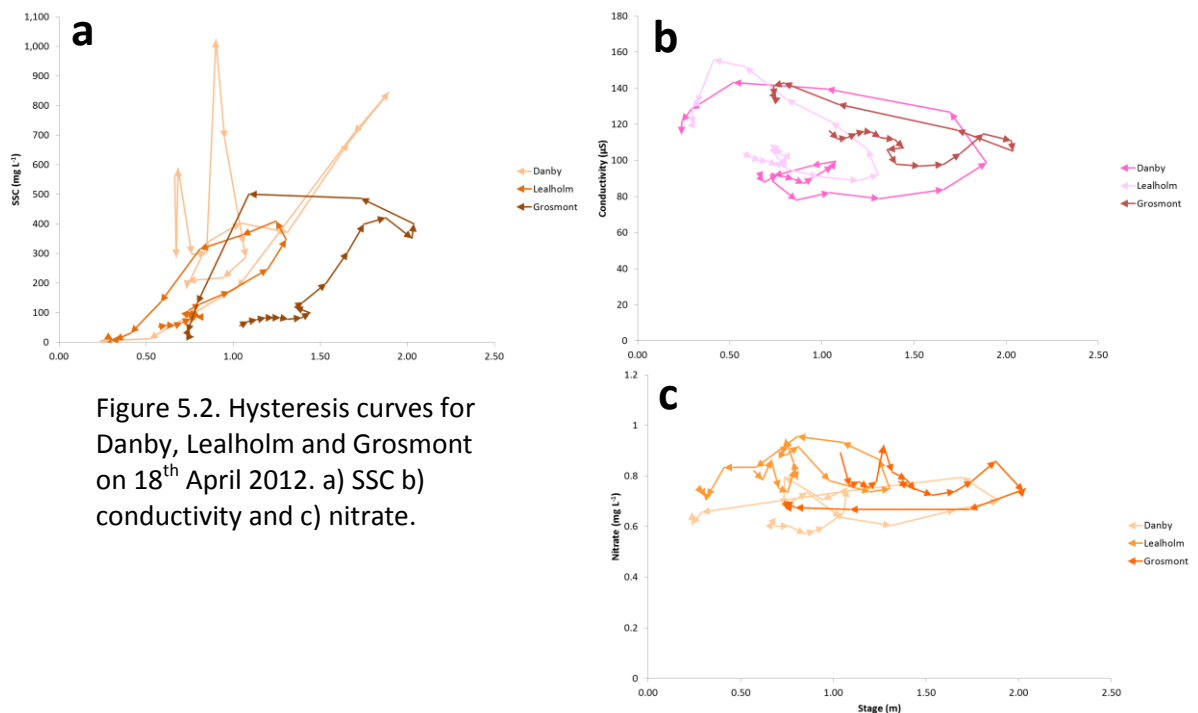 a
SSC (mg L⁻¹)
1,100
1,000
900
800
700
600
500
400
300
200
100
0
0.00 0.50 1.00 1.50 2.00 2.50
Danby
Lealholm
Grosmont
b
Conductivity (µS)
180
160
140
120
100
80
60
40
20
0
0.00 0.50 1.00 1.50 2.00 2.50
Danby
Lealholm
Grosmont
Figure 5.2. Hysteresis curves for
Danby, Lealholm and Grosmont
on 18th April 2012. a) SSC b)
conductivity and c) nitrate.
c
Nitrate (mg L⁻¹)
1.2
1
0.8
0.6
0.4
0.2
0
0.00 0.50 1.00 1.50 2.00 2.50
Stage (m)
Danby
Lealholm
Grosmont